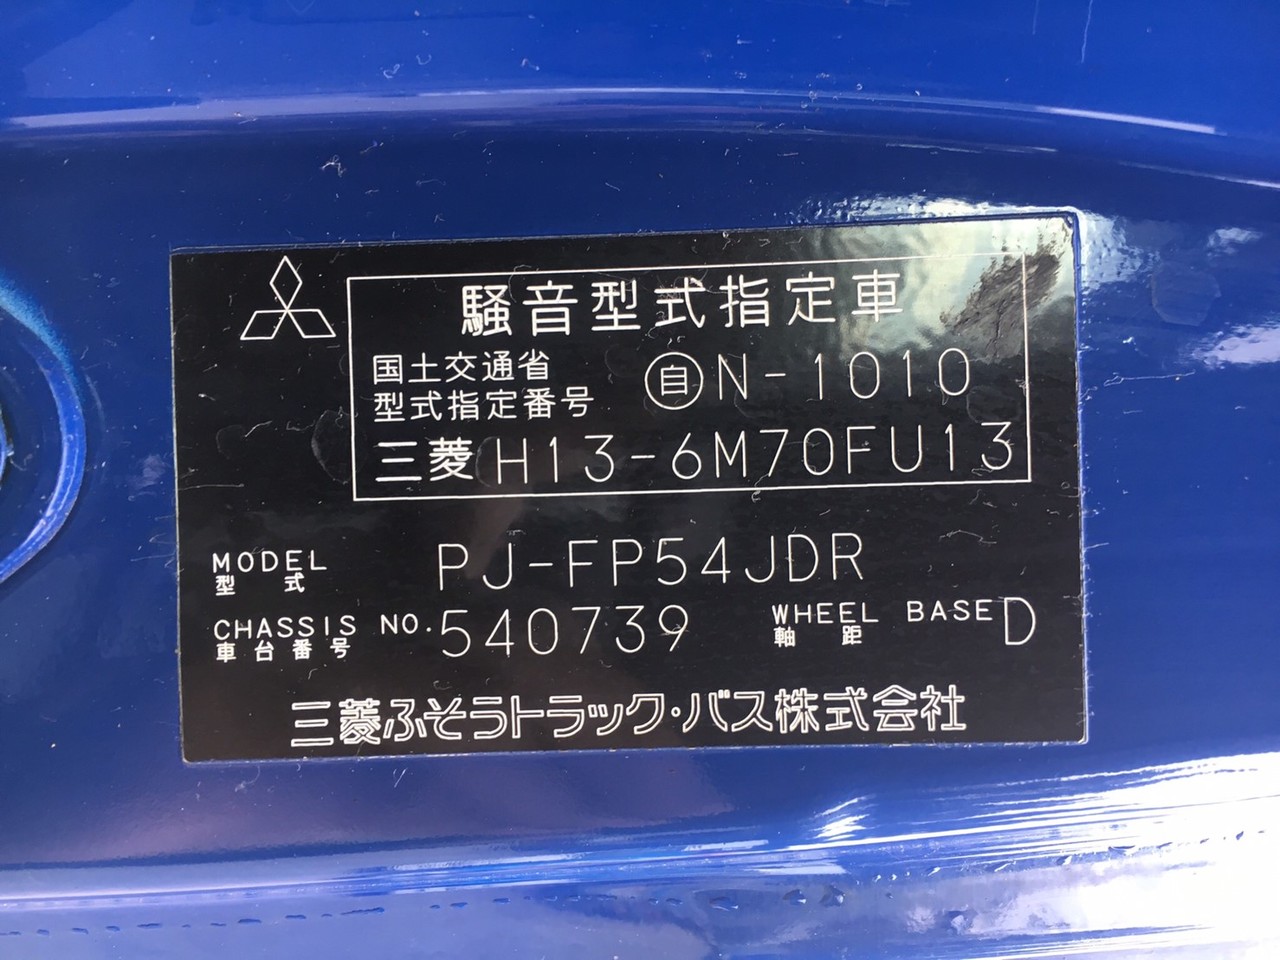 騒音型式指定車
国土交通省
型式指定番号 自N-1010
三菱 H13-6M70FU13
MODEL PJ-FP54JDR
型式
CHASSIS NO. 540739 WHEEL BASE D
車台番号 軸距
三菱ふそうトラック・バス株式会社